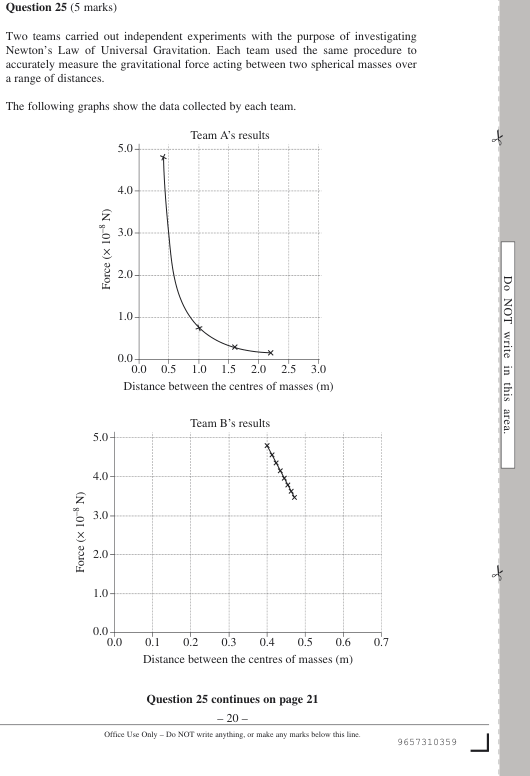 Question 25 (5 marks)
Two teams carried out independent experiments with the purpose of investigating
Newton's Law of Universal Gravitation. Each team used the same procedure to
accurately measure the gravitational force acting between two spherical masses over
a range of distances.
The following graphs show the data collected by each team.
Team A's results
5.0
4.0
3.0
2.0
1.0
0.0
Force (× 10⁻⁸ N)
0.0 0.5 1.0 1.5 2.0 2.5 3.0
Distance between the centres of masses (m)
Team B's results
5.0
4.0
3.0
2.0
1.0
0.0
Force (× 10⁻⁸ N)
0.0 0.1 0.2 0.3 0.4 0.5 0.6 0.7
Distance between the centres of masses (m)
Question 25 continues on page 21
– 20 –
Office Use Only – Do NOT write anything, or make any marks below this line.
9657310359
Do NOT write in this area.